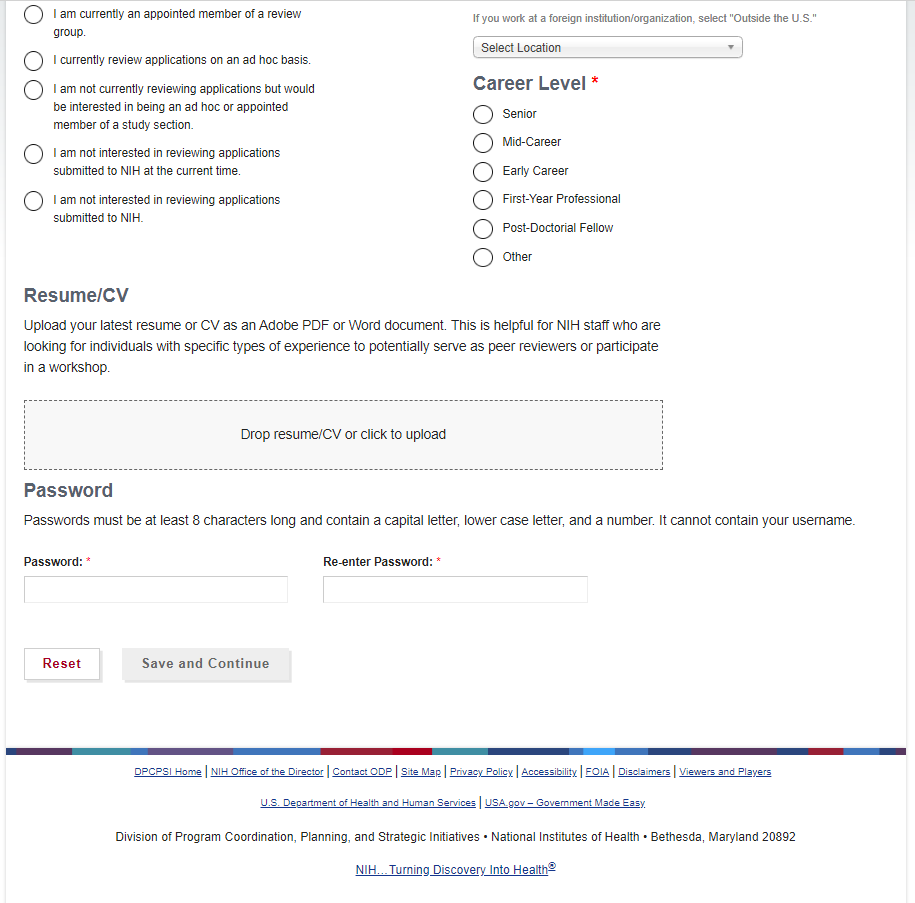 I am currently an appointed member of a review
group.
I currently review applications on an ad hoc basis.
I am not currently reviewing applications but would
be interested in being an ad hoc or appointed
member of a study section.
I am not interested in reviewing applications
submitted to NIH at the current time.
I am not interested in reviewing applications
submitted to NIH.
If you work at a foreign institution/organization, select "Outside the U.S."
Select Location
Career Level *
Senior
Mid-Career
Early Career
First-Year Professional
Post-Doctorial Fellow
Other
Resume/CV
Upload your latest resume or CV as an Adobe PDF or Word document. This is helpful for NIH staff who are
looking for individuals with specific types of experience to potentially serve as peer reviewers or participate
in a workshop.
Drop resume/CV or click to upload
Password
Passwords must be at least 8 characters long and contain a capital letter, lower case letter, and a number. It cannot contain your username.
Password: *
Re-enter Password: *
Reset
Save and Continue
DPCPSI Home | NIH Office of the Director | Contact ODP | Site Map | Privacy Policy | Accessibility | FOIA | Disclaimers | Viewers and Players
U.S. Department of Health and Human Services | USA.gov – Government Made Easy
Division of Program Coordination, Planning, and Strategic Initiatives • National Institutes of Health • Bethesda, Maryland 20892
NIH…Turning Discovery Into Health®